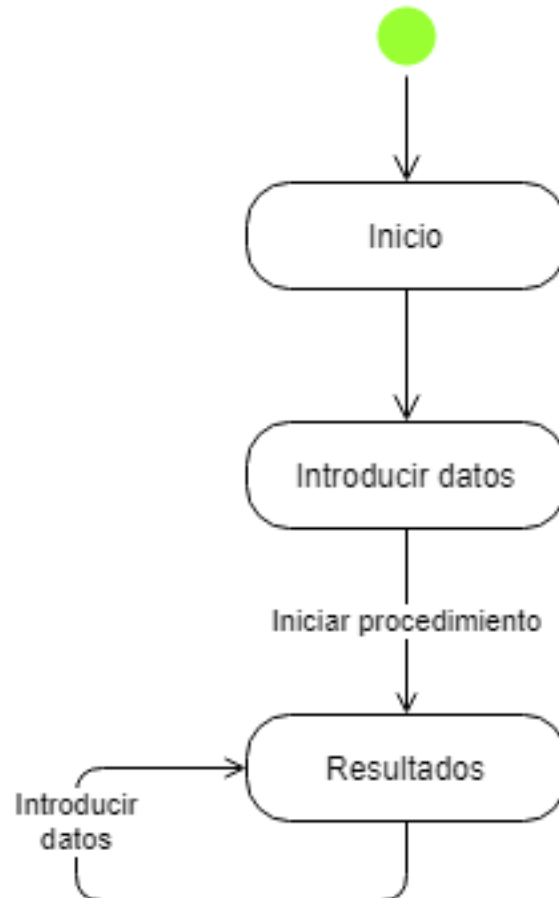 Inicio
Introducir datos
Iniciar procedimiento
Resultados
Introducir
datos